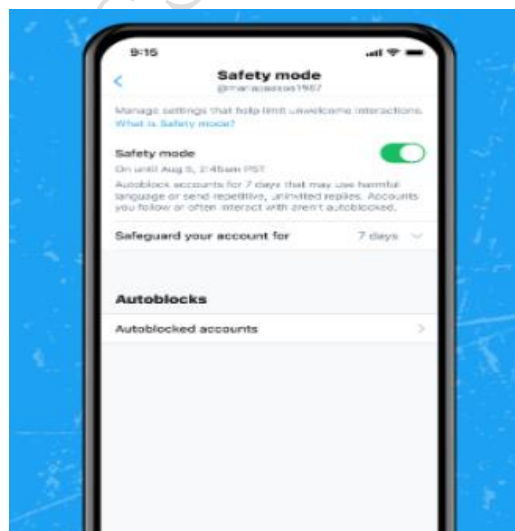 9:15
Safety mode
Manage settings that help limit unwelcome interactions.
What is Safety mode?
Safety mode
On until Aug 5, 2:45am PST
Autoblock accounts for 7 days that may use harmful
language or send repetitive, uninvited replies. Accounts
you follow or often interact with aren't autoblocked.
Safeguard your account for 7 days
Autoblocks
Autoblocked accounts